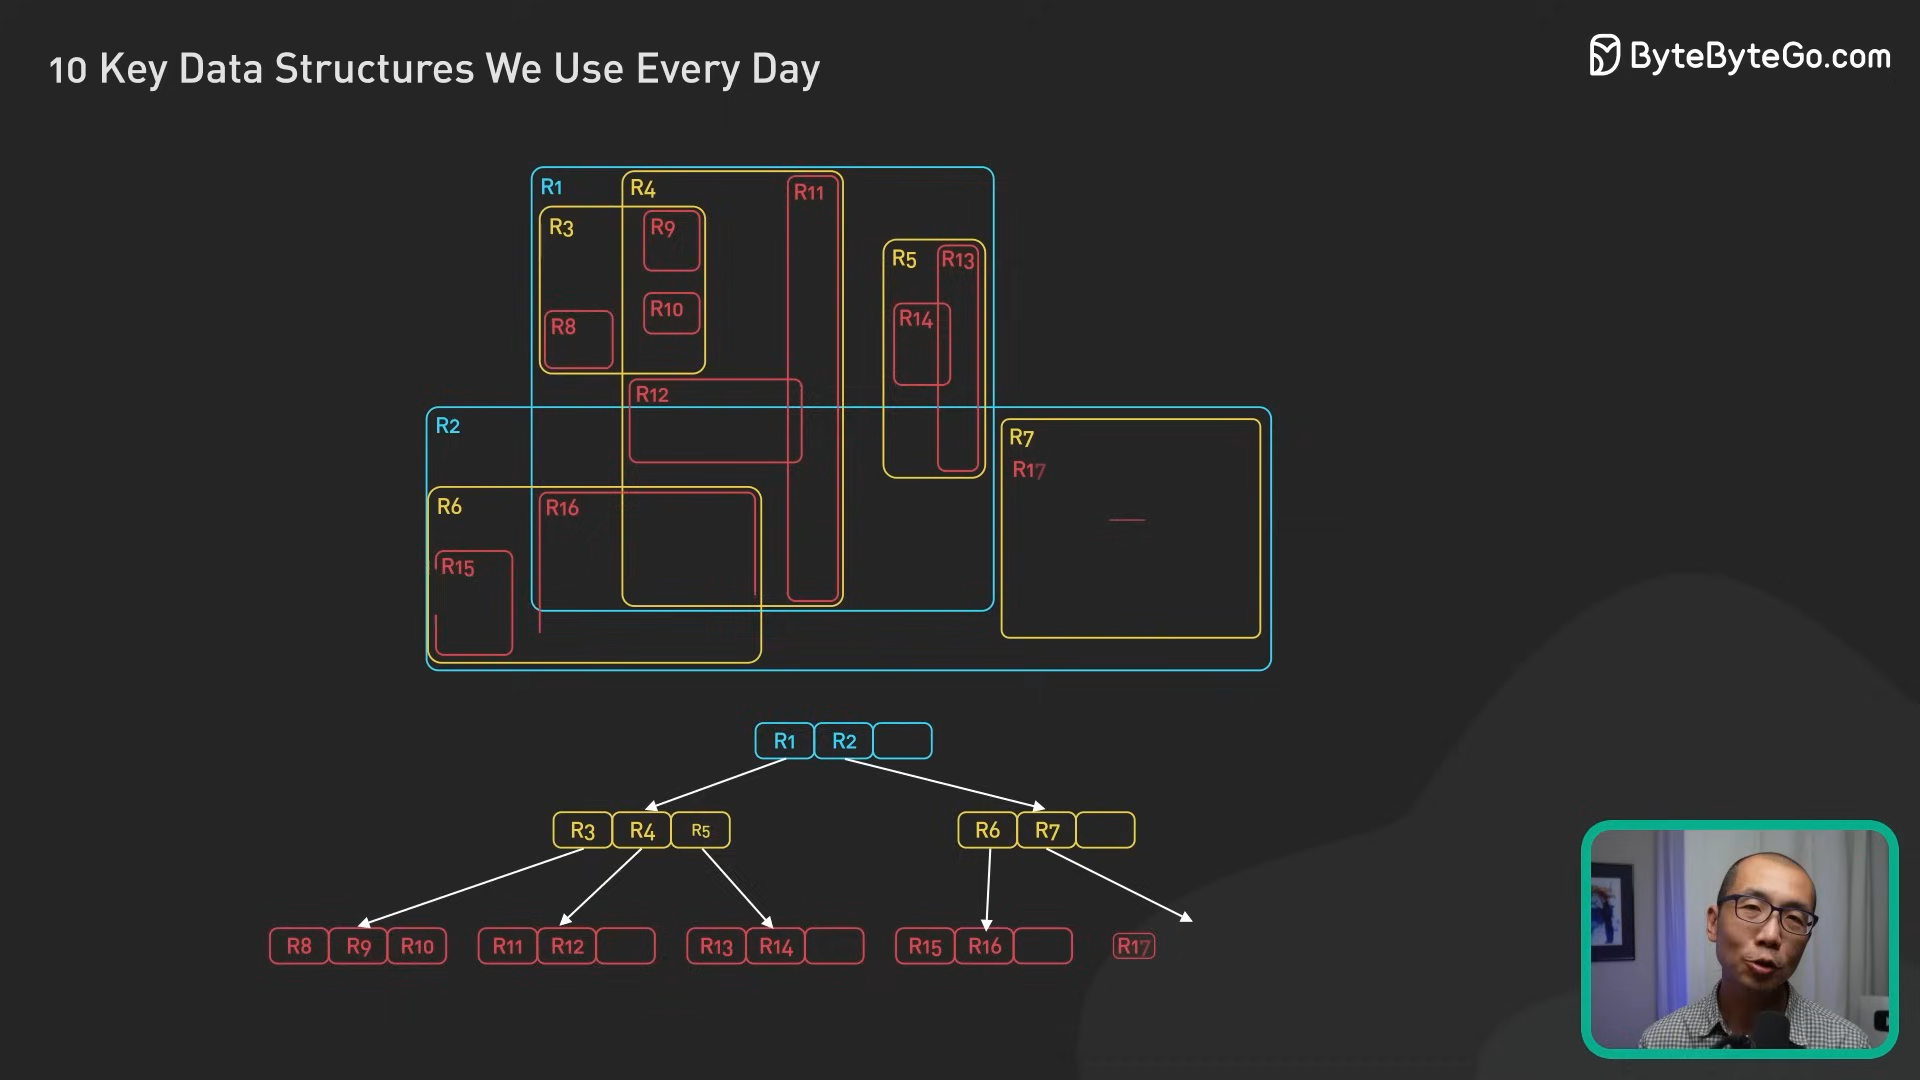 10 Key Data Structures We Use Every Day
ByteByteGo.com
R1
R4
R11
R3
R9
R5
R13
R10
R14
R8
R12
R2
R7
R17
R6
R16
R15
R1 R2
R3 R4 R5
R6 R7
R8 R9 R10
R11 R12
R13 R14
R15 R16
R17